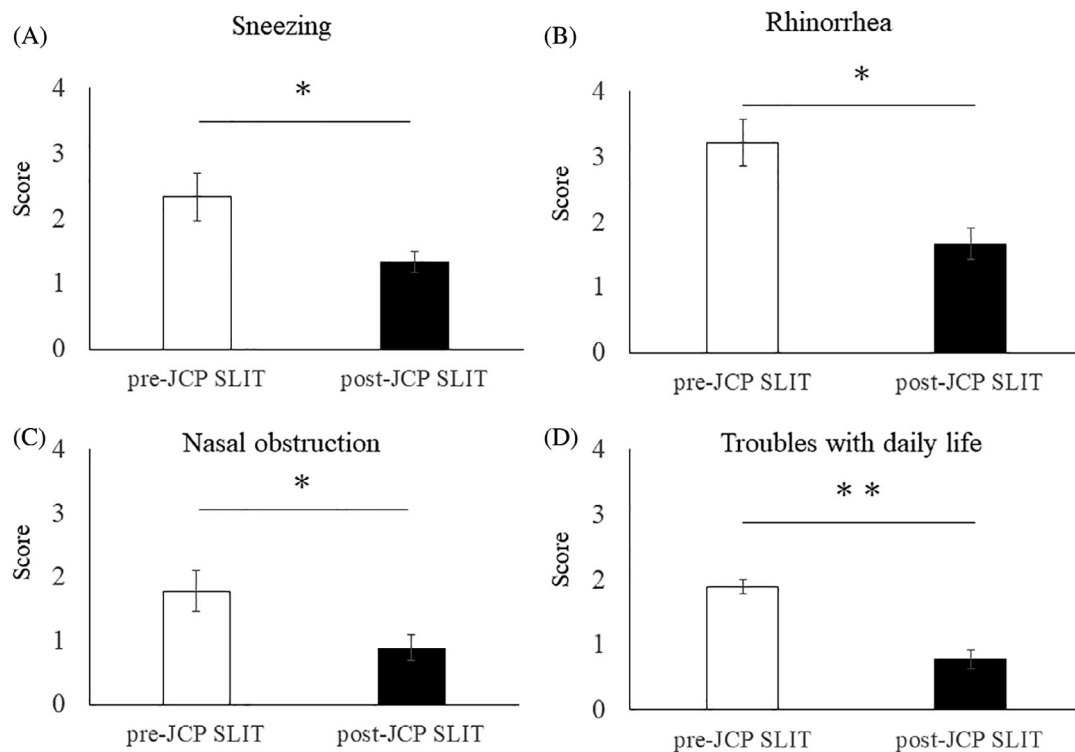 (A)
Sneezing
4
*
3
2
1
0
Score
pre-JCP SLIT
post-JCP SLIT
(B)
Rhinorrhea
4
*
3
2
1
0
Score
pre-JCP SLIT
post-JCP SLIT
(C)
Nasal obstruction
4
*
3
2
1
0
Score
pre-JCP SLIT
post-JCP SLIT
(D)
Troubles with daily life
4
* *
3
2
1
0
Score
pre-JCP SLIT
post-JCP SLIT